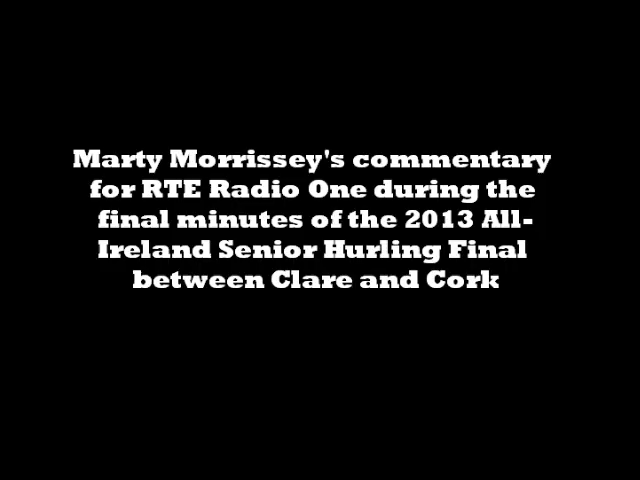 Marty Morrissey's commentary
for RTE Radio One during the
final minutes of the 2013 All-
Ireland Senior Hurling Final
between Clare and Cork